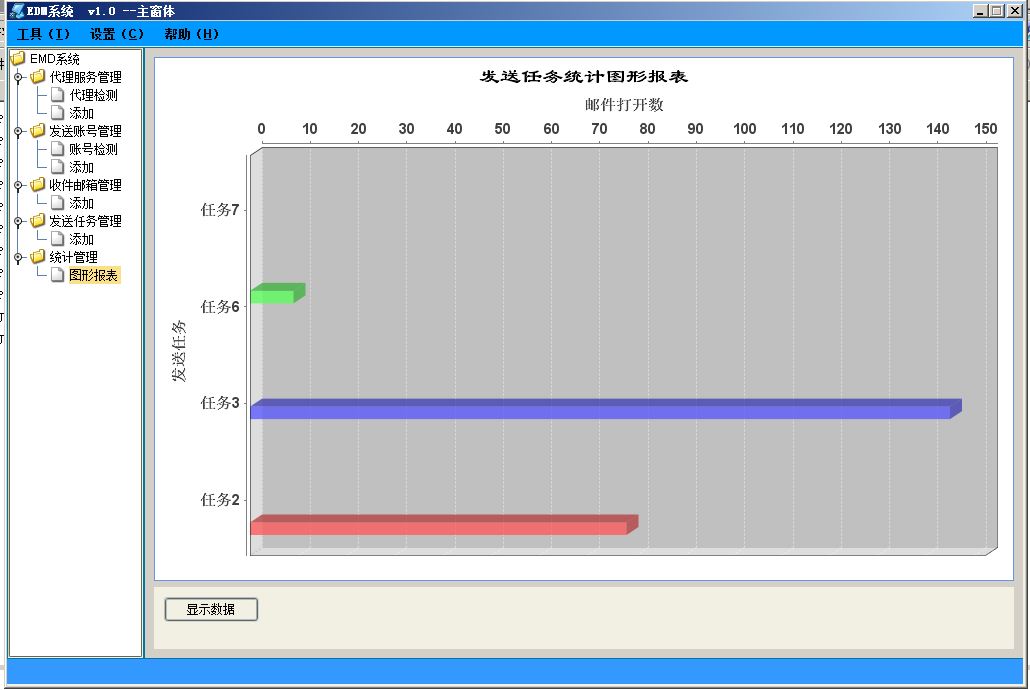 EDM系统 v1.0 --主窗体
工具(I) 设置(C) 帮助(H)
EMD系统
代理服务管理
代理检测
添加
发送账号管理
账号检测
添加
收件邮箱管理
添加
发送任务管理
添加
统计管理
图形报表
发送任务统计图形报表
邮件打开数
0 10 20 30 40 50 60 70 80 90 100 110 120 130 140 150
任务7
任务6
任务3
任务2
发送任务
显示数据